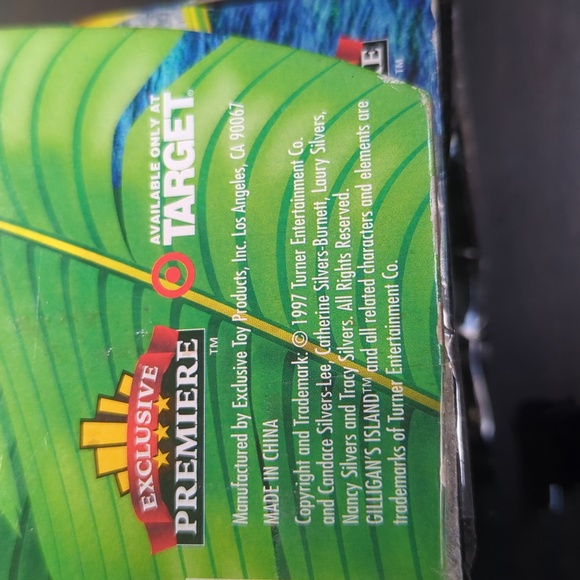 EXCLUSIVE
PREMIERE™
AVAILABLE ONLY AT
TARGET®
Manufactured by Exclusive Toy Products, Inc. Los Angeles, CA 90067
MADE IN CHINA
Copyright and Trademark: © 1997 Turner Entertainment Co.
and Candace Silvers-Lee, Catherine Silvers-Burnett, Laury Silvers,
Nancy Silvers and Tracy Silvers. All Rights Reserved.
GILLIGAN'S ISLAND™ and all related characters and elements are
trademarks of Turner Entertainment Co.
RE™